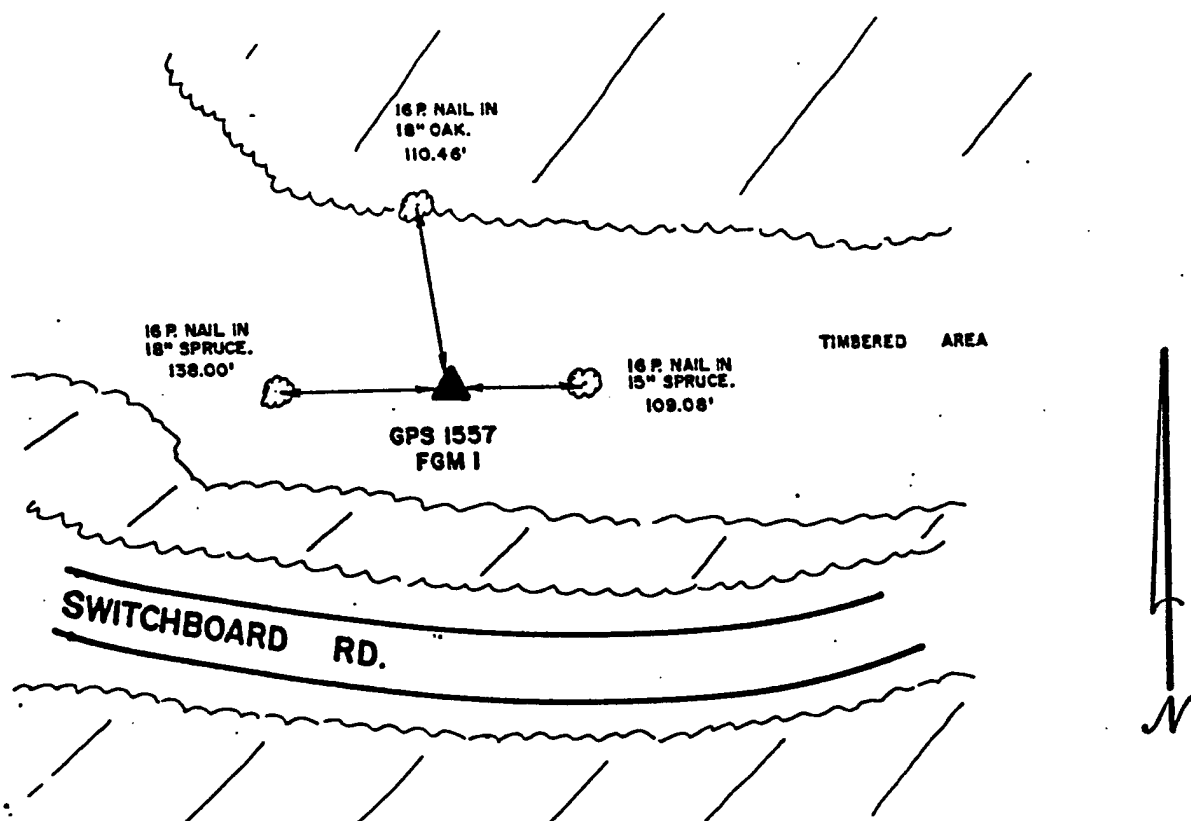 16 P. NAIL IN
18" OAK.
110.46'
16 P. NAIL IN
18" SPRUCE.
138.00'
TIMBERED AREA
16 P. NAIL IN
15" SPRUCE.
109.08'
GPS 1557
FGM 1
SWITCHBOARD RD.
N